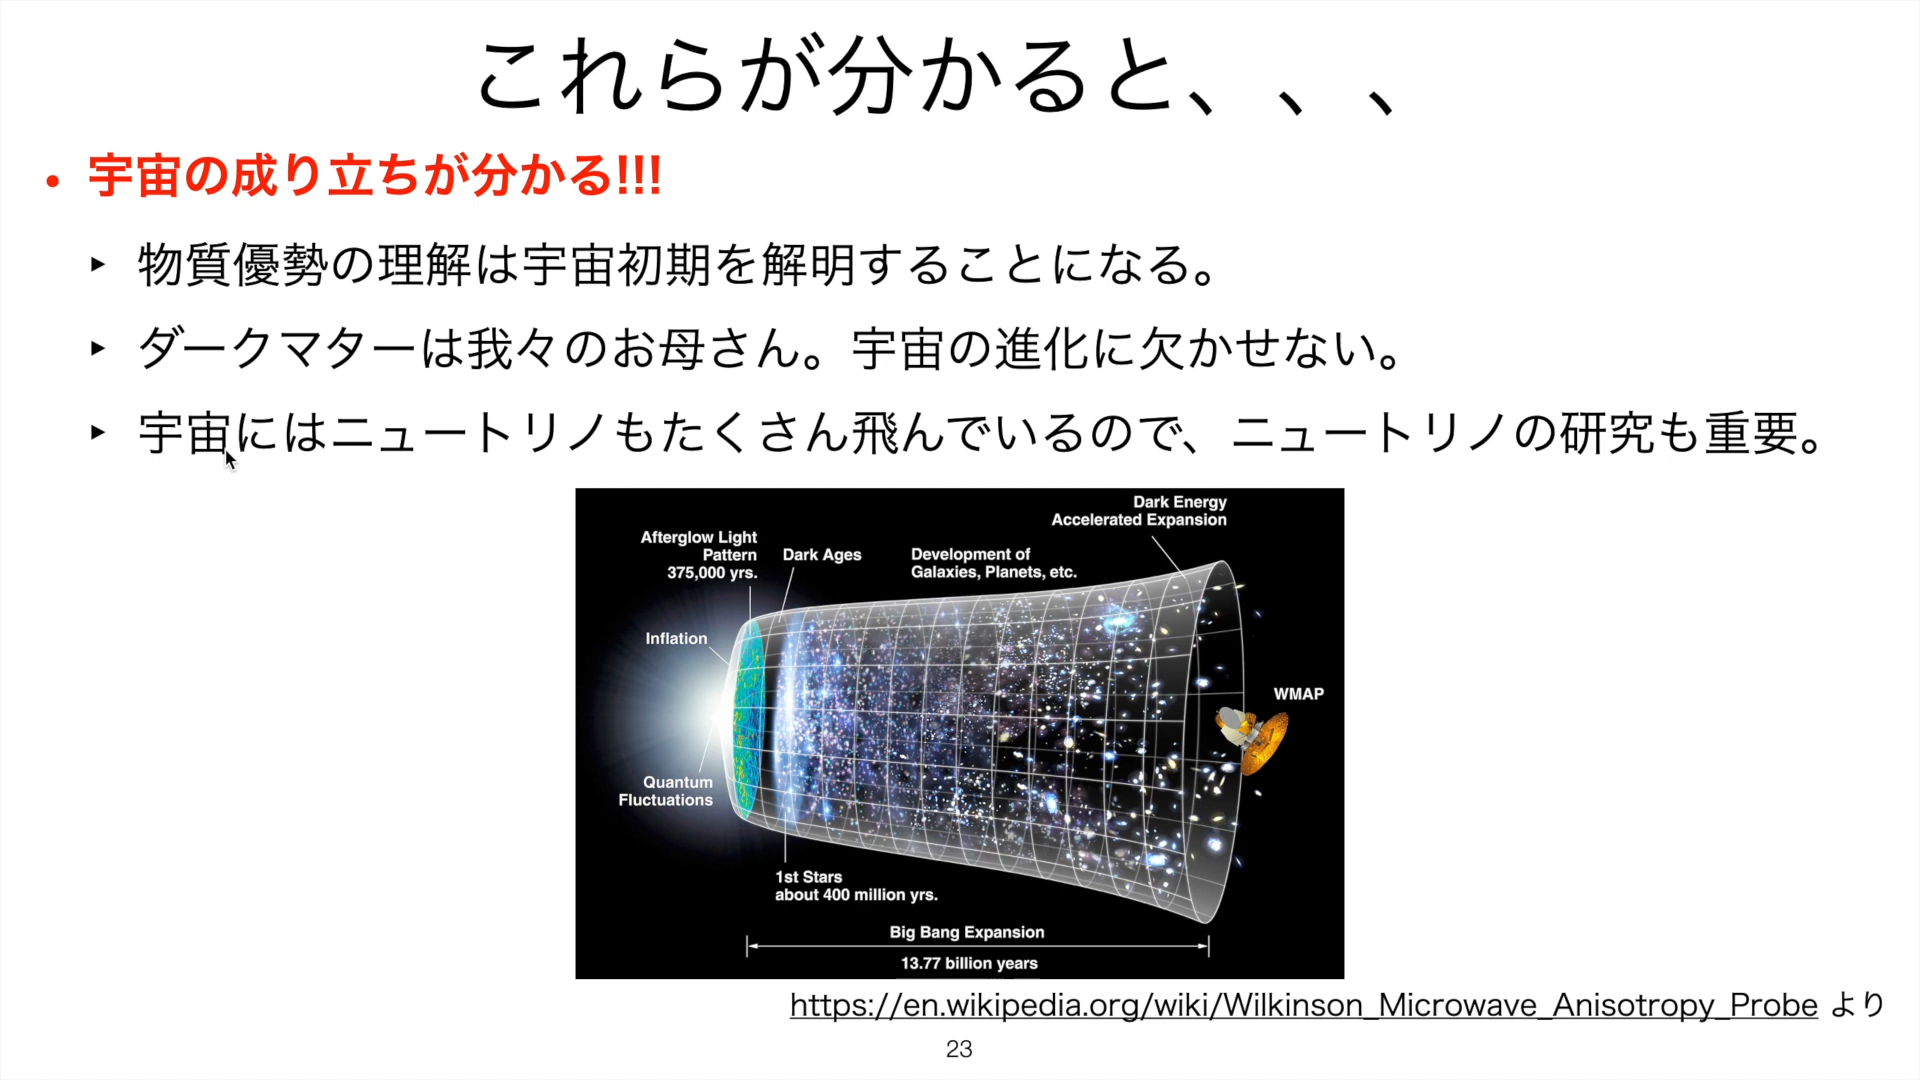 これらが分かると、、、
• 宇宙の成り立ちが分かる!!!
‣ 物質優勢の理解は宇宙初期を解明することになる。
‣ ダークマターは我々のお母さん。宇宙の進化に欠かせない。
‣ 宇宙にはニュートリノもたくさん飛んでいるので、ニュートリノの研究も重要。
Dark Energy
Accelerated Expansion
Afterglow Light
Pattern
375,000 yrs.
Dark Ages
Development of
Galaxies, Planets, etc.
Inflation
WMAP
Quantum
Fluctuations
1st Stars
about 400 million yrs.
Big Bang Expansion
13.77 billion years
https://en.wikipedia.org/wiki/Wilkinson_Microwave_Anisotropy_Probe より
23